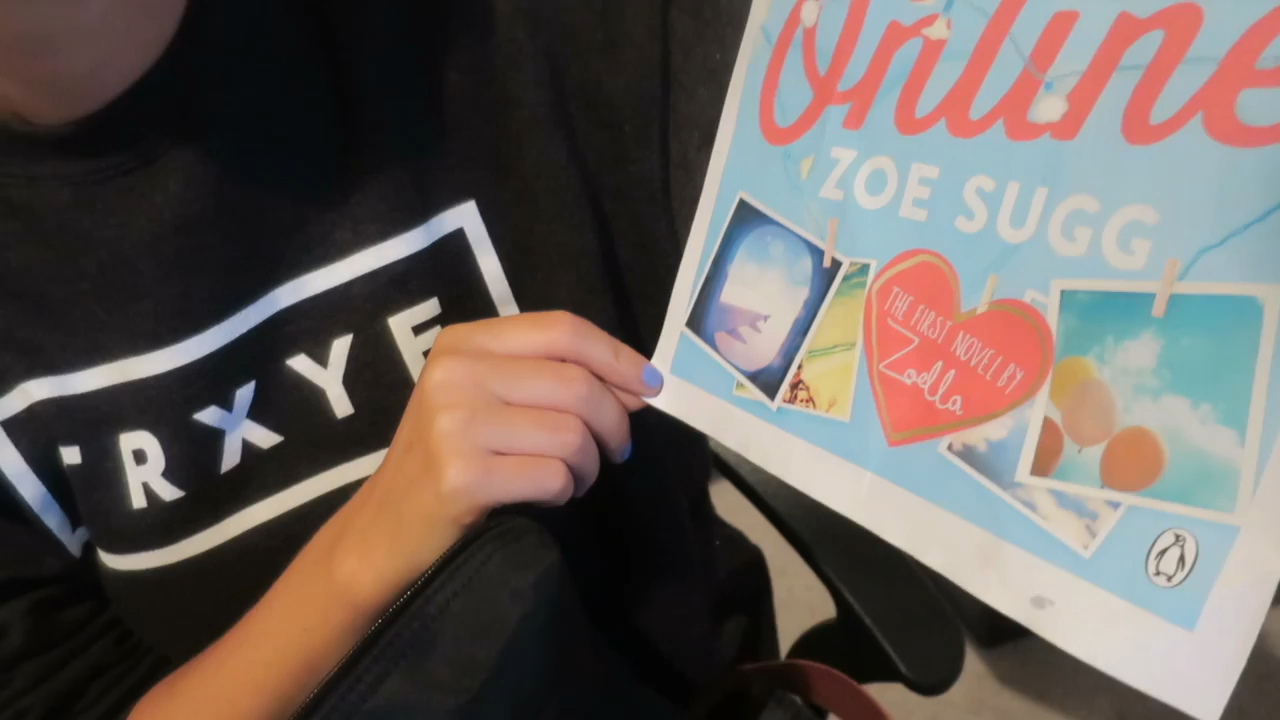 Online
ZOE SUGG
THE FIRST NOVEL BY
Zoella
RXYE